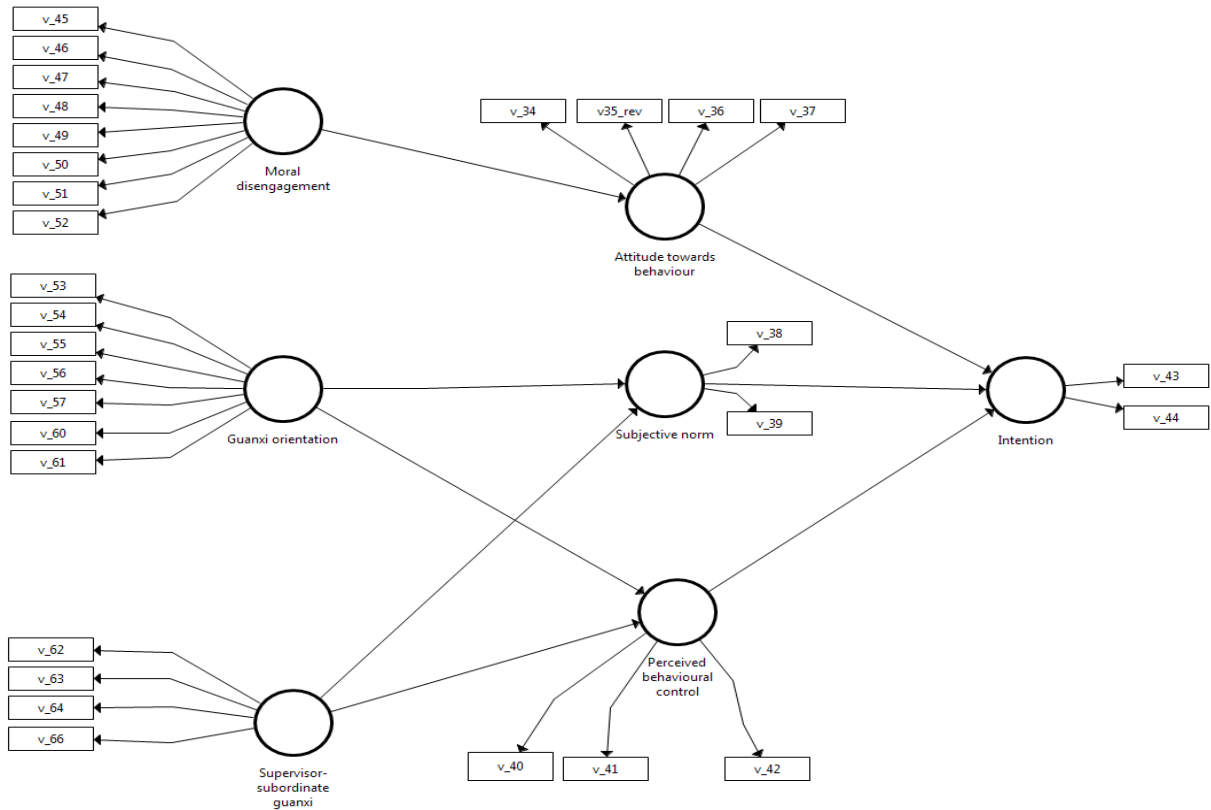 v_45
v_46
v_47
v_48
v_49
v_50
v_51
v_52
Moral
disengagement
v_34
v35_rev
v_36
v_37
Attitude towards
behaviour
v_53
v_54
v_55
v_56
v_57
v_60
v_61
Guanxi orientation
v_38
v_39
Subjective norm
v_43
v_44
Intention
v_62
v_63
v_64
v_66
Supervisor-
subordinate
guanxi
Perceived
behavioural
control
v_40
v_41
v_42